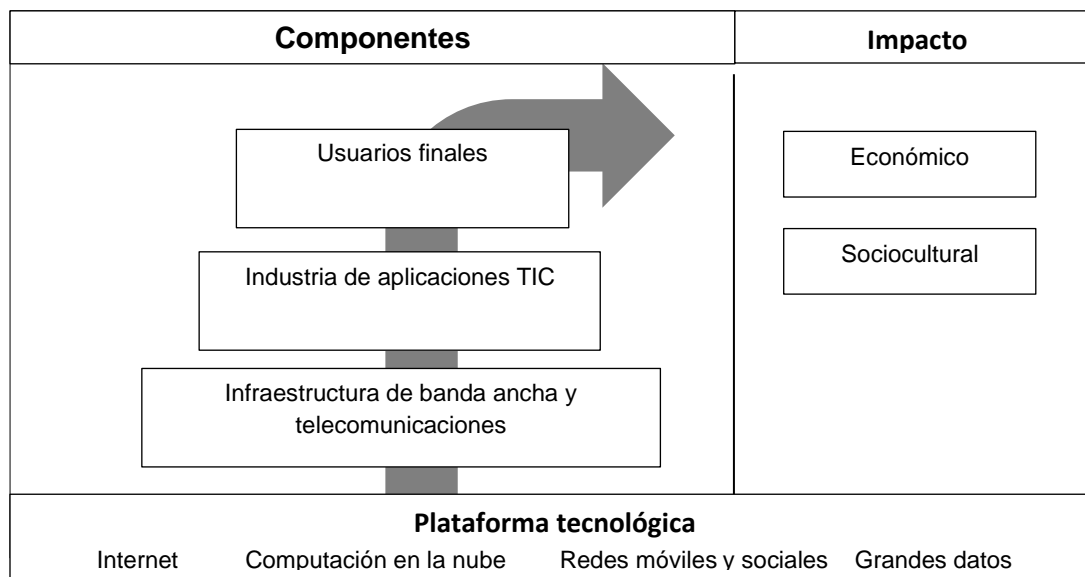 Componentes
Impacto
Usuarios finales
Económico
Sociocultural
Industria de aplicaciones TIC
Infraestructura de banda ancha y
telecomunicaciones
Plataforma tecnológica
Internet Computación en la nube Redes móviles y sociales Grandes datos